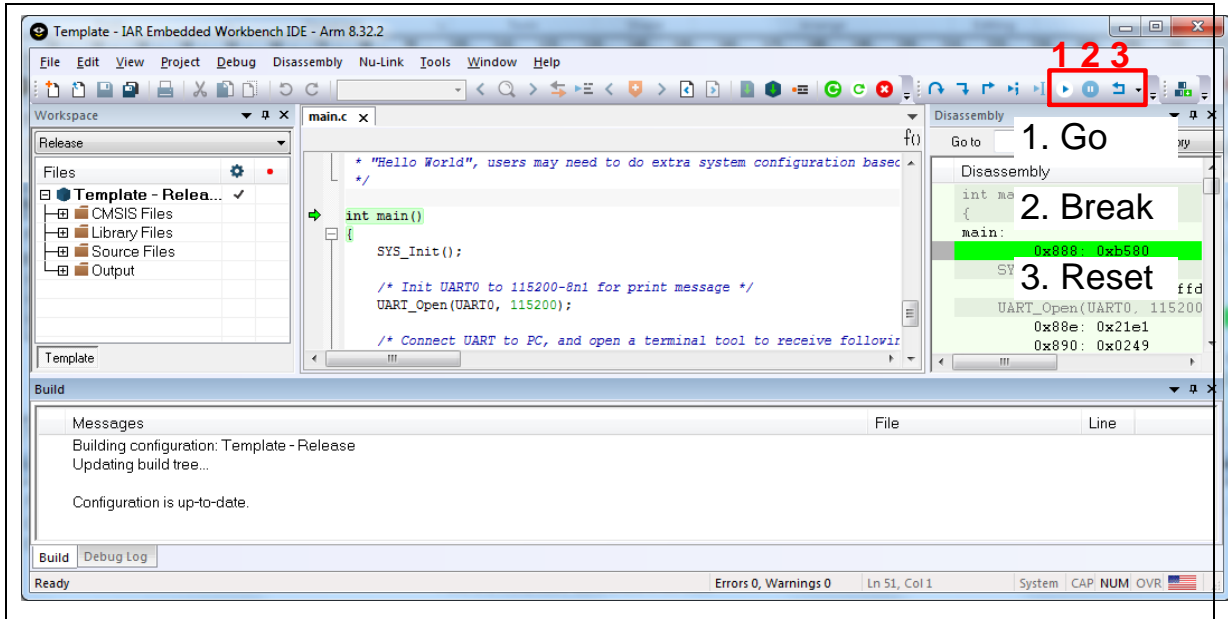 Template - IAR Embedded Workbench IDE - Arm 8.32.2
1 2 3
File Edit View Project Debug Disassembly Nu-Link Tools Window Help
Workspace
main.c
Disassembly
Release
f()
Go to
1. Go
Files
* "Hello World", users may need to do extra system configuration based
*/
Disassembly
Template - Relea...
int
CMSIS Files
int main()
{
2. Break
Library Files
{
main:
Source Files
SYS_Init();
0x888: 0xb580
Output
3. Reset
/* Init UART0 to 115200-8n1 for print message */
UART_Open(UART0, 115200);
UART_Open(UART0, 115200
0x88e: 0x21e1
/* Connect UART to PC, and open a terminal tool to receive
0x890: 0x0249
Template
Build
Messages File Line
Building configuration: Template - Release
Updating build tree...
Configuration is up-to-date.
Build Debug Log
Ready Errors 0, Warnings 0 Ln 51, Col 1 System CAP NUM OVR